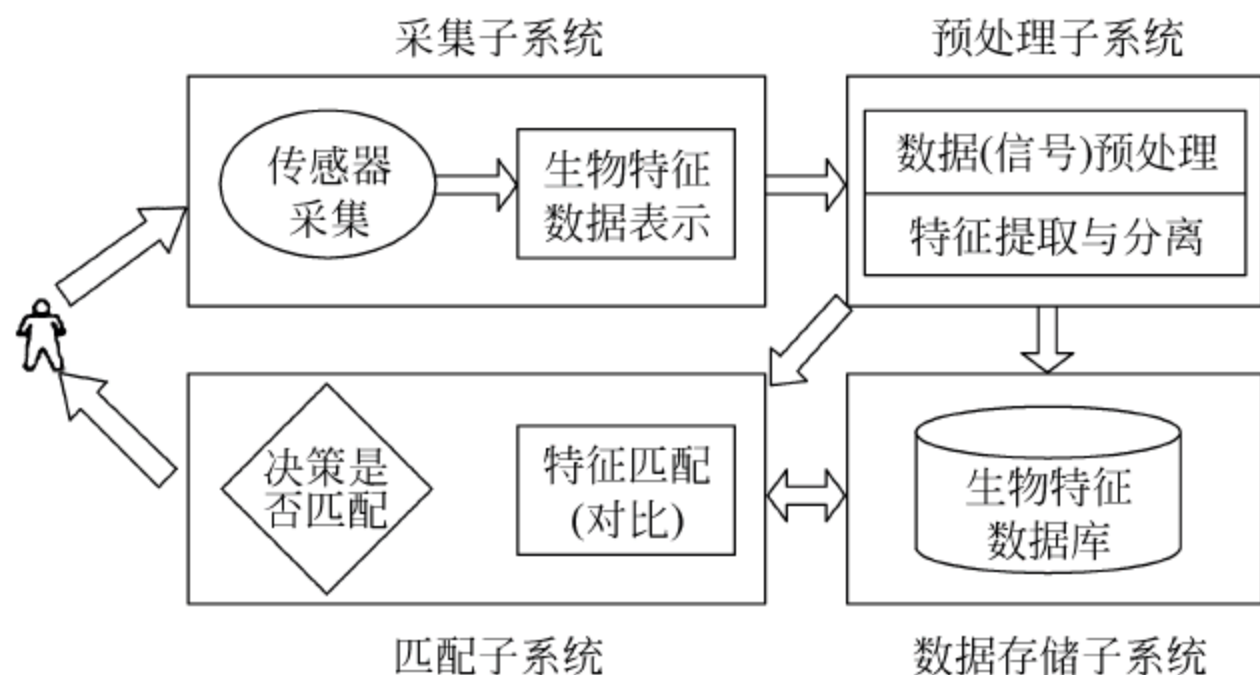 采集子系统
预处理子系统
传感器
采集
生物特征
数据表示
数据(信号)预处理
特征提取与分离
决策是
否匹配
特征匹配
(对比)
生物特征
数据库
匹配子系统
数据存储子系统